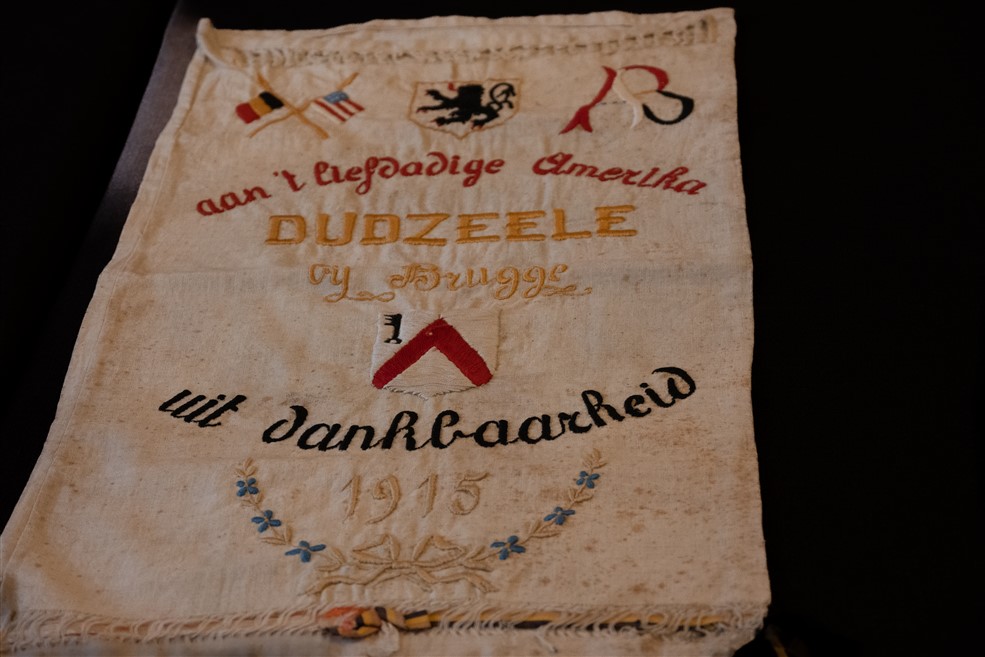 aan 't liefdadige Amerika
DUDZEELE
by Brugge
uit dankbaarheid
1915